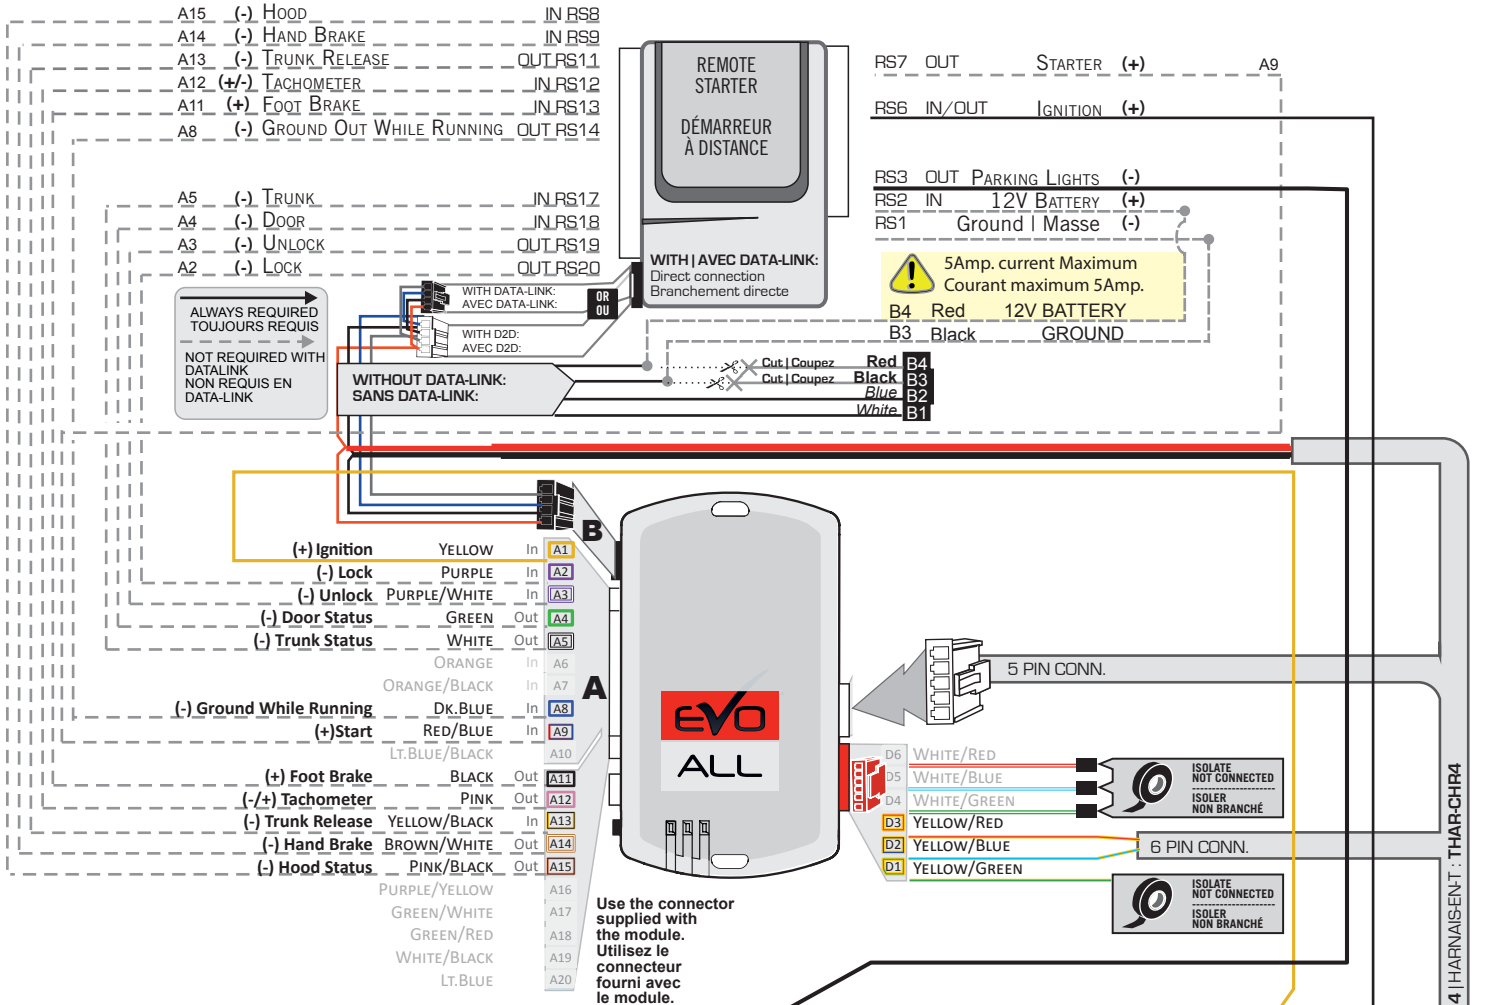 A15 (-) HOOD IN RS8
A14 (-) HAND BRAKE IN RS9
A13 (-) TRUNK RELEASE OUT RS11
A12 (+/-) TACHOMETER IN RS12
A11 (+) FOOT BRAKE IN RS13
A8 (-) GROUND OUT WHILE RUNNING OUT RS14
A5 (-) TRUNK IN RS17
A4 (-) DOOR IN RS18
A3 (-) UNLOCK OUT RS19
A2 (-) LOCK OUT RS20
REMOTE
STARTER
DÉMARREUR
À DISTANCE
WITH | AVEC DATA-LINK:
Direct connection
Branchement directe
RS7 OUT STARTER (+) A9
RS6 IN/OUT IGNITION (+)
RS3 OUT PARKING LIGHTS (-)
RS2 IN 12V BATTERY (+)
RS1 Ground | Masse (-)
5Amp. current Maximum
Courant maximum 5Amp.
B4 Red 12V BATTERY
B3 Black GROUND
ALWAYS REQUIRED
TOUJOURS REQUIS
NOT REQUIRED WITH
DATALINK
NON REQUIS EN
DATA-LINK
WITH DATA-LINK:
AVEC DATA-LINK:
OR
OU
WITH D2D:
AVEC D2D:
WITHOUT DATA-LINK:
SANS DATA-LINK:
Cut | Coupez Red B4
Cut | Coupez Black B3
Blue B2
White B1
B
(+) Ignition YELLOW In A1
(-) Lock PURPLE In A2
(-) Unlock PURPLE/WHITE In A3
(-) Door Status GREEN Out A4
(-) Trunk Status WHITE Out A5
ORANGE In A6
ORANGE/BLACK In A7
A
(-) Ground While Running DK.BLUE In A8
(+)Start RED/BLUE In A9
LT.BLUE/BLACK A10
(+) Foot Brake BLACK Out A11
(-/+) Tachometer PINK Out A12
(-) Trunk Release YELLOW/BLACK In A13
(-) Hand Brake BROWN/WHITE Out A14
(-) Hood Status PINK/BLACK Out A15
PURPLE/YELLOW A16
GREEN/WHITE A17
GREEN/RED A18
WHITE/BLACK A19
LT.BLUE A20
EVO
ALL
Use the connector
supplied with
the module.
Utilisez le
connecteur
fourni avec
le module.
5 PIN CONN.
D6 WHITE/RED
D5 WHITE/BLUE
D4 WHITE/GREEN
D3 YELLOW/RED
D2 YELLOW/BLUE
D1 YELLOW/GREEN
ISOLATE
NOT CONNECTED
ISOLER
NON BRANCHÉ
6 PIN CONN.
ISOLATE
NOT CONNECTED
ISOLER
NON BRANCHÉ
4 | HARNAIS-EN-T : THAR-CHR4